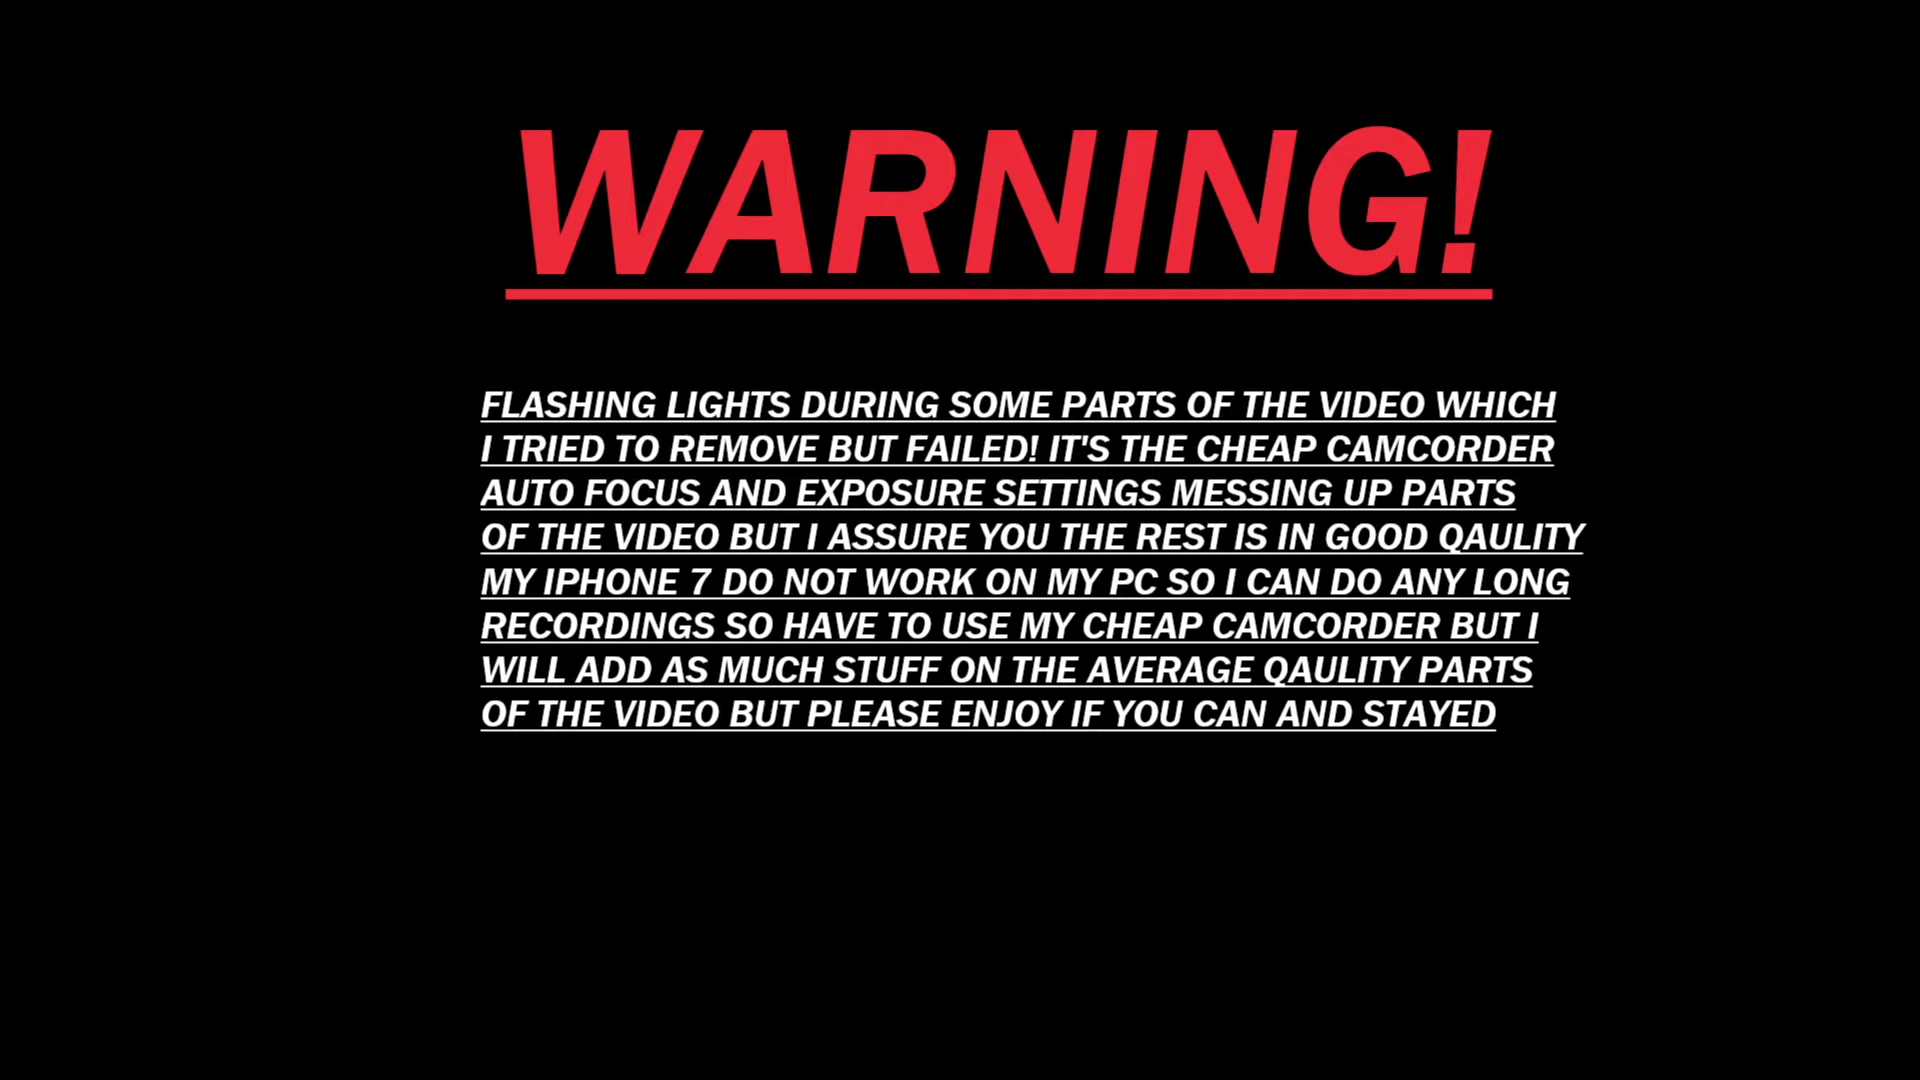 WARNING!
FLASHING LIGHTS DURING SOME PARTS OF THE VIDEO WHICH
I TRIED TO REMOVE BUT FAILED! IT'S THE CHEAP CAMCORDER
AUTO FOCUS AND EXPOSURE SETTINGS MESSING UP PARTS
OF THE VIDEO BUT I ASSURE YOU THE REST IS IN GOOD QAULITY
MY IPHONE 7 DO NOT WORK ON MY PC SO I CAN DO ANY LONG
RECORDINGS SO HAVE TO USE MY CHEAP CAMCORDER BUT I
WILL ADD AS MUCH STUFF ON THE AVERAGE QAULITY PARTS
OF THE VIDEO BUT PLEASE ENJOY IF YOU CAN AND STAYED